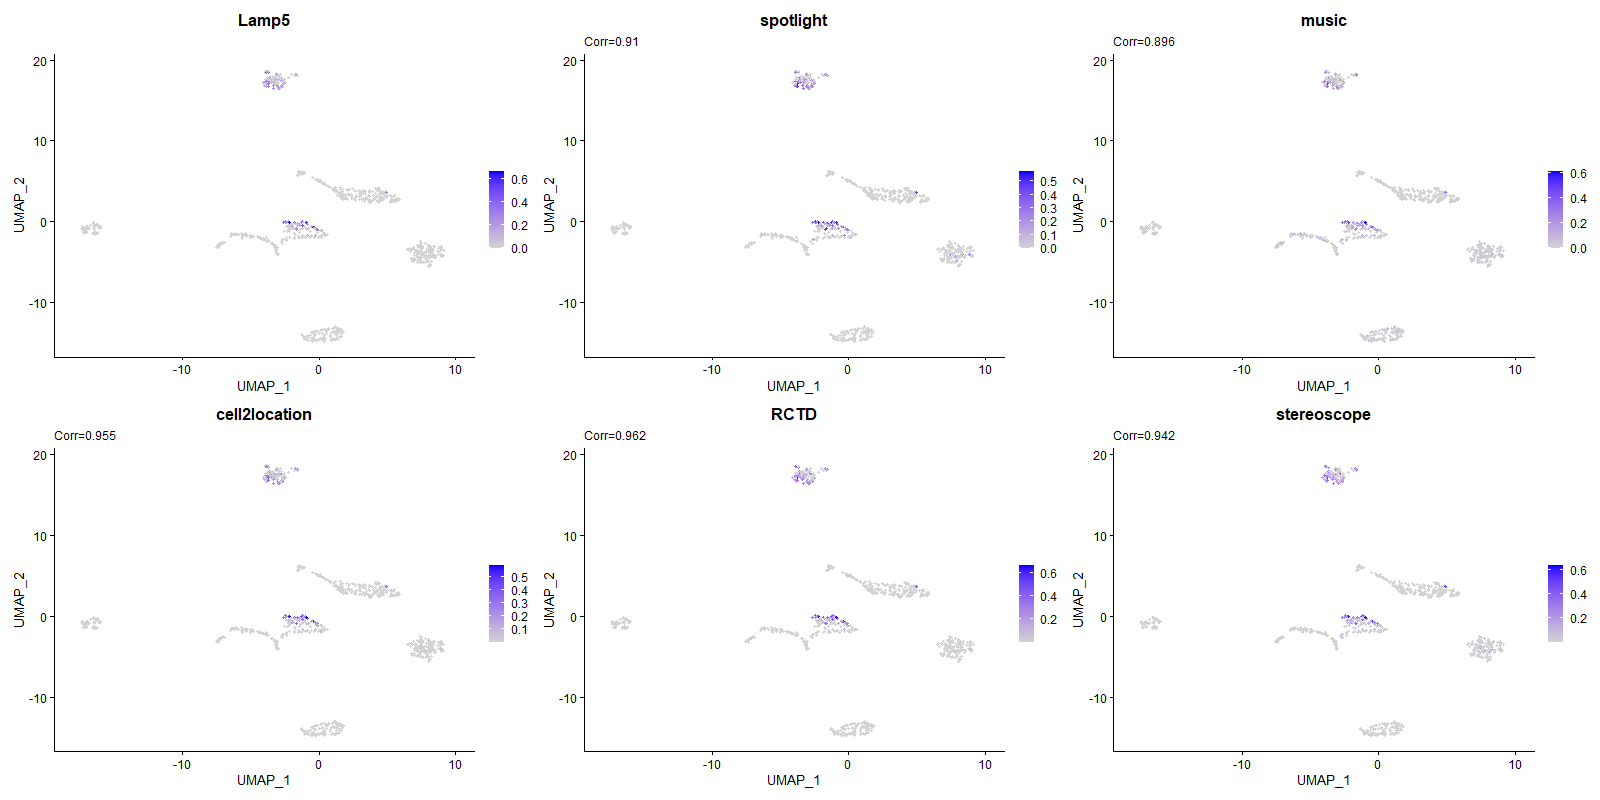 Lamp5
20
10
0
-10
-10
0
10
UMAP_1
UMAP_2
0.6
0.4
0.2
0.0
spotlight
Corr=0.91
20
10
0
-10
-10
0
10
UMAP_1
UMAP_2
0.5
0.4
0.3
0.2
0.1
0.0
music
Corr=0.896
20
10
0
-10
-10
0
10
UMAP_1
UMAP_2
0.6
0.4
0.2
0.0
cell2location
Corr=0.955
20
10
0
-10
-10
0
10
UMAP_1
UMAP_2
0.5
0.4
0.3
0.2
0.1
RCTD
Corr=0.962
20
10
0
-10
-10
0
10
UMAP_1
UMAP_2
0.6
0.4
0.2
stereoscope
Corr=0.942
20
10
0
-10
-10
0
10
UMAP_1
UMAP_2
0.6
0.4
0.2